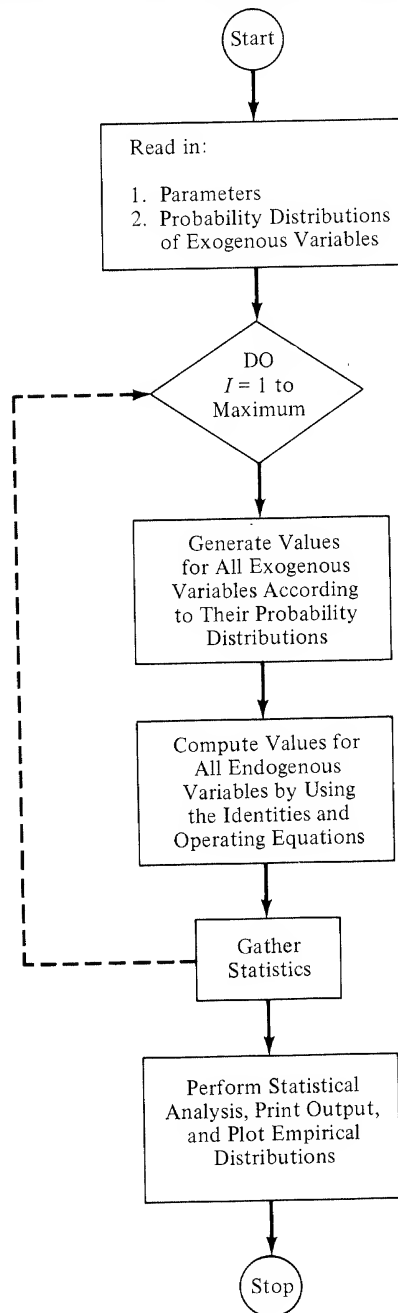 Start
Read in:
1. Parameters
2. Probability Distributions
of Exogenous Variables
DO
I = 1 to
Maximum
Generate Values
for All Exogenous
Variables According
to Their Probability
Distributions
Compute Values for
All Endogenous
Variables by Using
the Identities and
Operating Equations
Gather
Statistics
Perform Statistical
Analysis, Print Output,
and Plot Empirical
Distributions
Stop